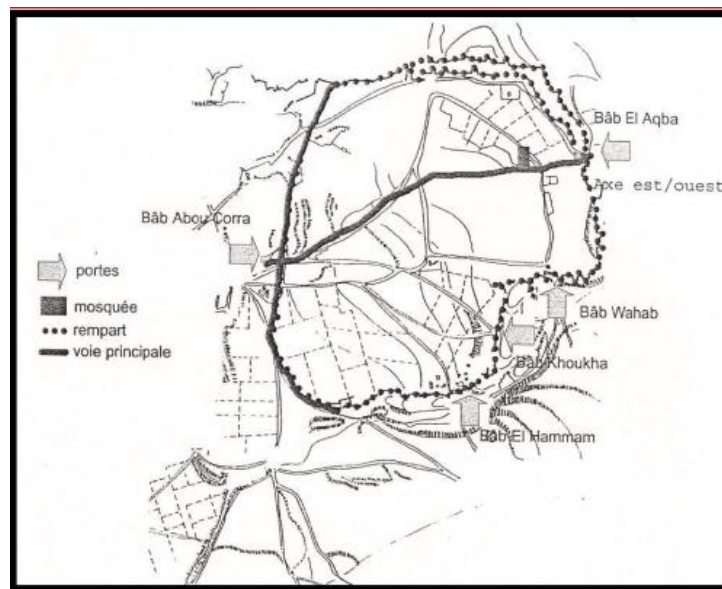 Bâb El Aqba
Axe est/ouest
Bâb Abou Corra
portes
mosquée
rempart
voie principale
Bâb Wahab
Bâb Khoukha
Bâb El Hammam